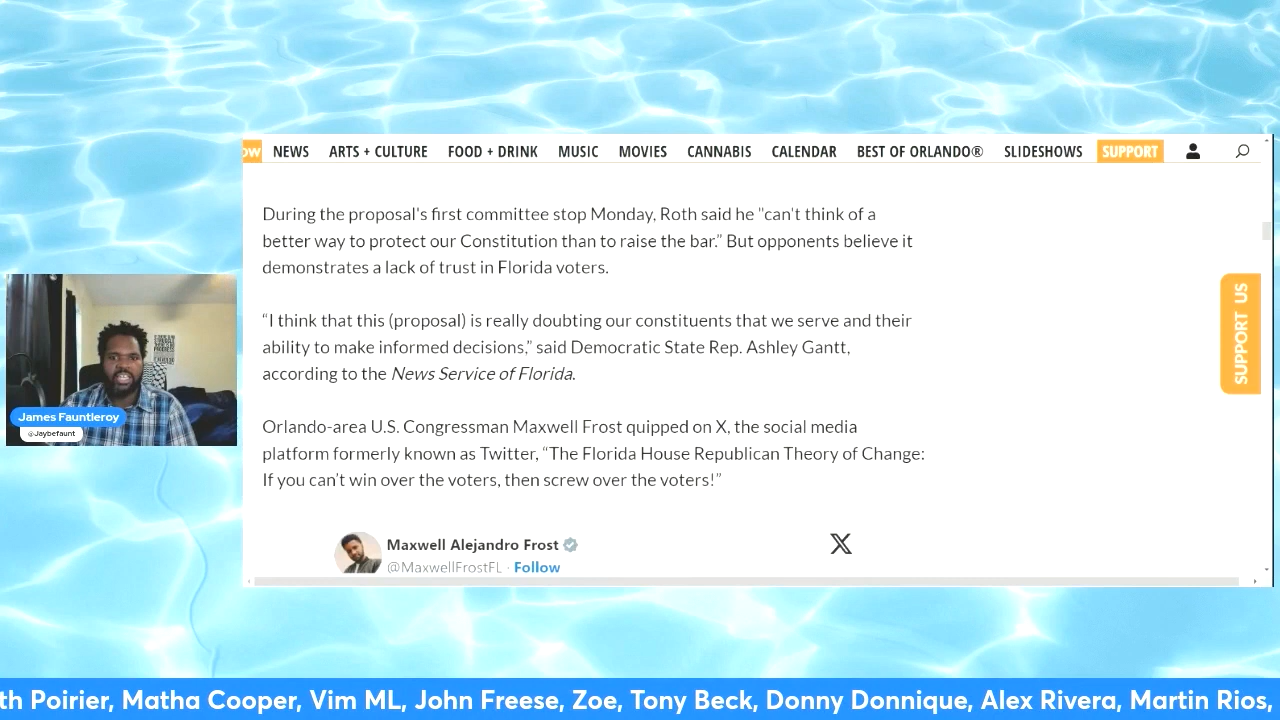 OW NEWS ARTS + CULTURE FOOD + DRINK MUSIC MOVIES CANNABIS CALENDAR BEST OF ORLANDO® SLIDESHOWS SUPPORT
During the proposal's first committee stop Monday, Roth said he "can't think of a
better way to protect our Constitution than to raise the bar.” But opponents believe it
demonstrates a lack of trust in Florida voters.
“I think that this (proposal) is really doubting our constituents that we serve and their
ability to make informed decisions,” said Democratic State Rep. Ashley Gantt,
according to the News Service of Florida.
Orlando-area U.S. Congressman Maxwell Frost quipped on X, the social media
platform formerly known as Twitter, “The Florida House Republican Theory of Change:
If you can’t win over the voters, then screw over the voters!”
Maxwell Alejandro Frost
@MaxwellFrostFL · Follow
SUPPORT US
James Fauntleroy
@Jaybefaunt
th Poirier, Matha Cooper, Vim ML, John Freese, Zoe, Tony Beck, Donny Donnique, Alex Rivera, Martin Rios,